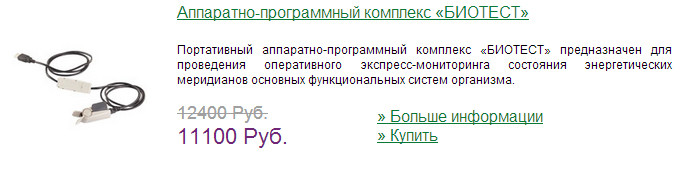 Аппаратно-программный комплекс «БИОТЕСТ»
Портативный аппаратно-программный комплекс «БИОТЕСТ» предназначен для
проведения оперативного экспресс-мониторинга состояния энергетических
меридианов основных функциональных систем организма.
12400 Руб.
11100 Руб.
» Больше информации
» Купить